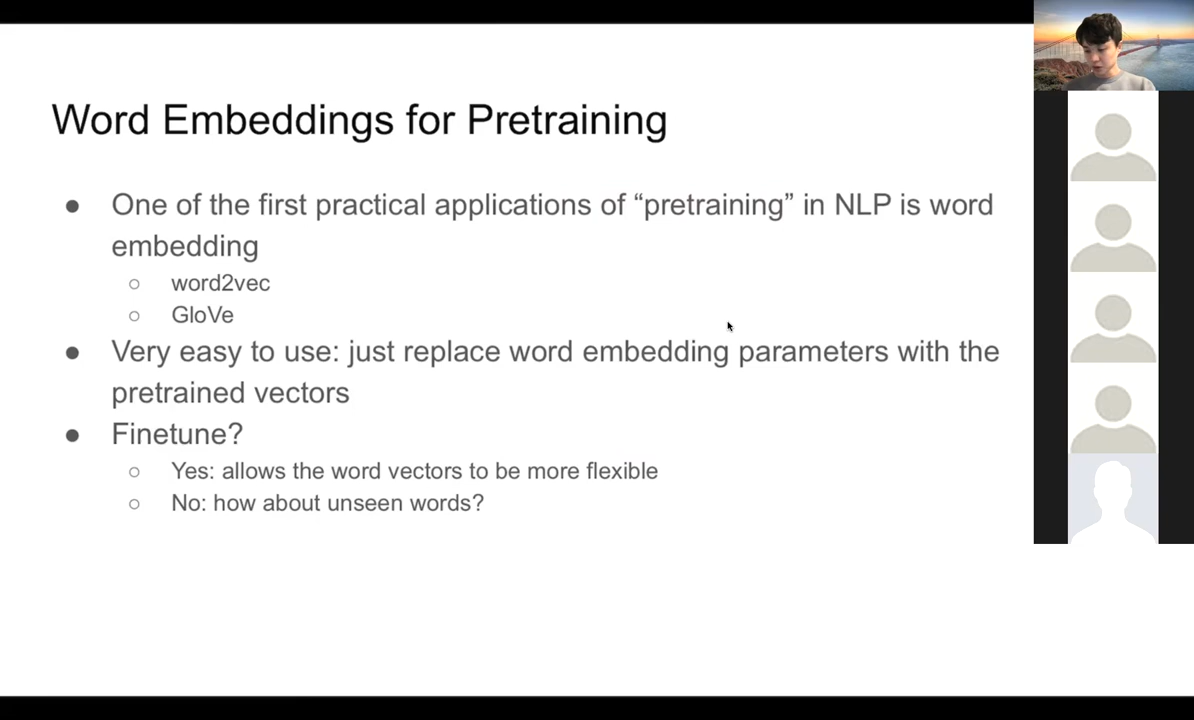 Word Embeddings for Pretraining
● One of the first practical applications of “pretraining” in NLP is word
embedding
○ word2vec
○ GloVe
● Very easy to use: just replace word embedding parameters with the
pretrained vectors
● Finetune?
○ Yes: allows the word vectors to be more flexible
○ No: how about unseen words?